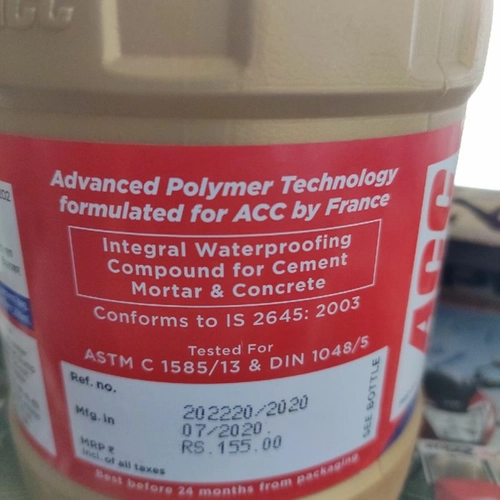 Advanced Polymer Technology
formulated for ACC by France
Integral Waterproofing
Compound for Cement
Mortar & Concrete
Conforms to IS 2645: 2003
Tested For
ASTM C 1585/13 & DIN 1048/5
Ref. no. 202220/2020
Mfg. in 07/2020.
MRP ₹ RS.155.00
incl. of all taxes
SEE BOTTLE
Best before 24 months from packaging
ACC